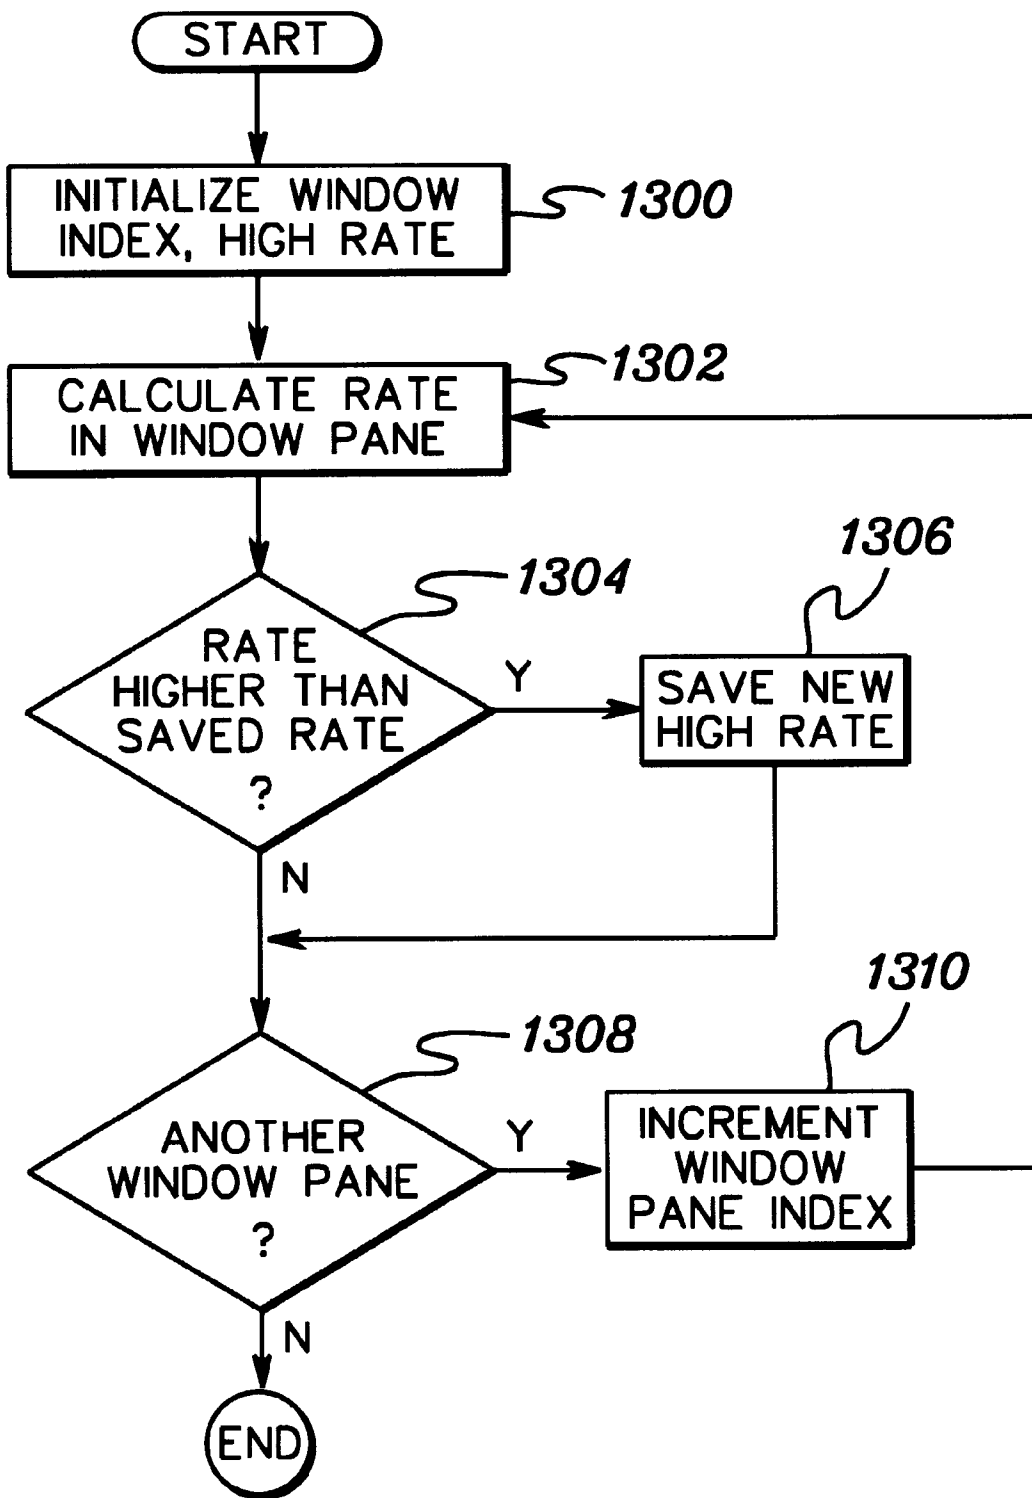 START
INITIALIZE WINDOW
INDEX, HIGH RATE
1300
CALCULATE RATE
IN WINDOW PANE
1302
RATE
HIGHER THAN
SAVED RATE
?
1304
Y
SAVE NEW
HIGH RATE
1306
N
ANOTHER
WINDOW PANE
?
1308
Y
INCREMENT
WINDOW
PANE INDEX
1310
N
END